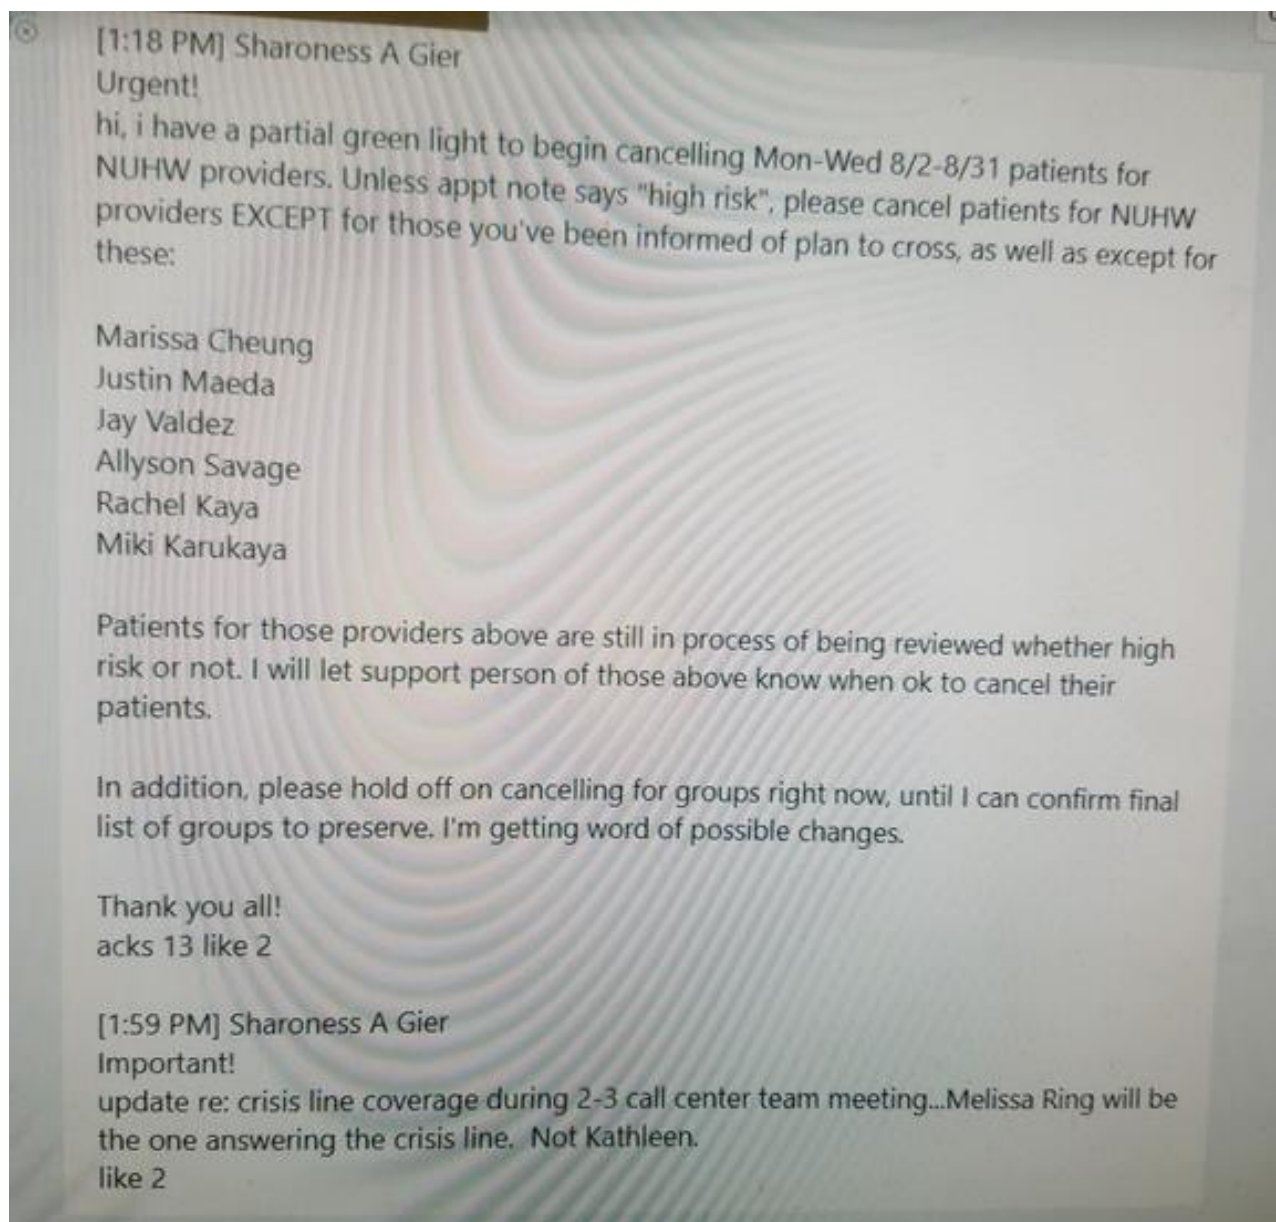 [1:18 PM] Sharoness A Gier
Urgent!
hi, i have a partial green light to begin cancelling Mon-Wed 8/2-8/31 patients for
NUHW providers. Unless appt note says "high risk", please cancel patients for NUHW
providers EXCEPT for those you've been informed of plan to cross, as well as except for
these:
Marissa Cheung
Justin Maeda
Jay Valdez
Allyson Savage
Rachel Kaya
Miki Karukaya
Patients for those providers above are still in process of being reviewed whether high
risk or not. I will let support person of those above know when ok to cancel their
patients.
In addition, please hold off on cancelling for groups right now, until I can confirm final
list of groups to preserve. I'm getting word of possible changes.
Thank you all!
acks 13 like 2
[1:59 PM] Sharoness A Gier
Important!
update re: crisis line coverage during 2-3 call center team meeting...Melissa Ring will be
the one answering the crisis line.  Not Kathleen.
like 2